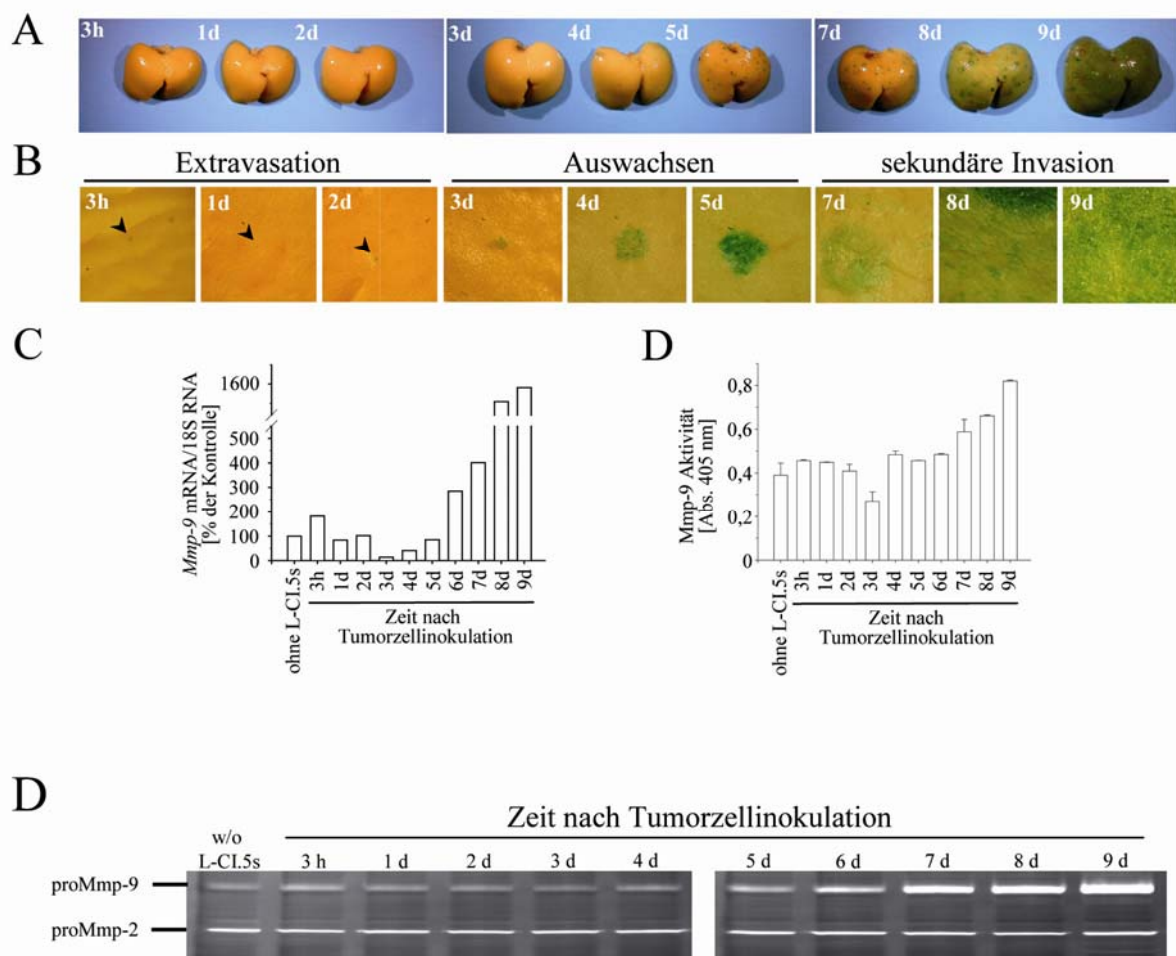 A
3h 1d 2d 3d 4d 5d 7d 8d 9d
B
Extravasation Auswachsen sekundäre Invasion
3h 1d 2d 3d 4d 5d 7d 8d 9d
C
Mmp-9 mRNA/18S RNA
[% der Kontrolle]
1600
500
400
300
200
100
0
ohne L-CI.5s 3h 1d 2d 3d 4d 5d 6d 7d 8d 9d
Zeit nach
Tumorzellinokulation
D
Mmp-9 Aktivität
[Abs. 405 nm]
0,8
0,6
0,4
0,2
0
ohne L-CI.5s 3h 1d 2d 3d 4d 5d 6d 7d 8d 9d
Zeit nach
Tumorzellinokulation
D
Zeit nach Tumorzellinokulation
w/o
L-CI.5s 3 h 1 d 2 d 3 d 4 d 5 d 6 d 7 d 8 d 9 d
proMmp-9
proMmp-2